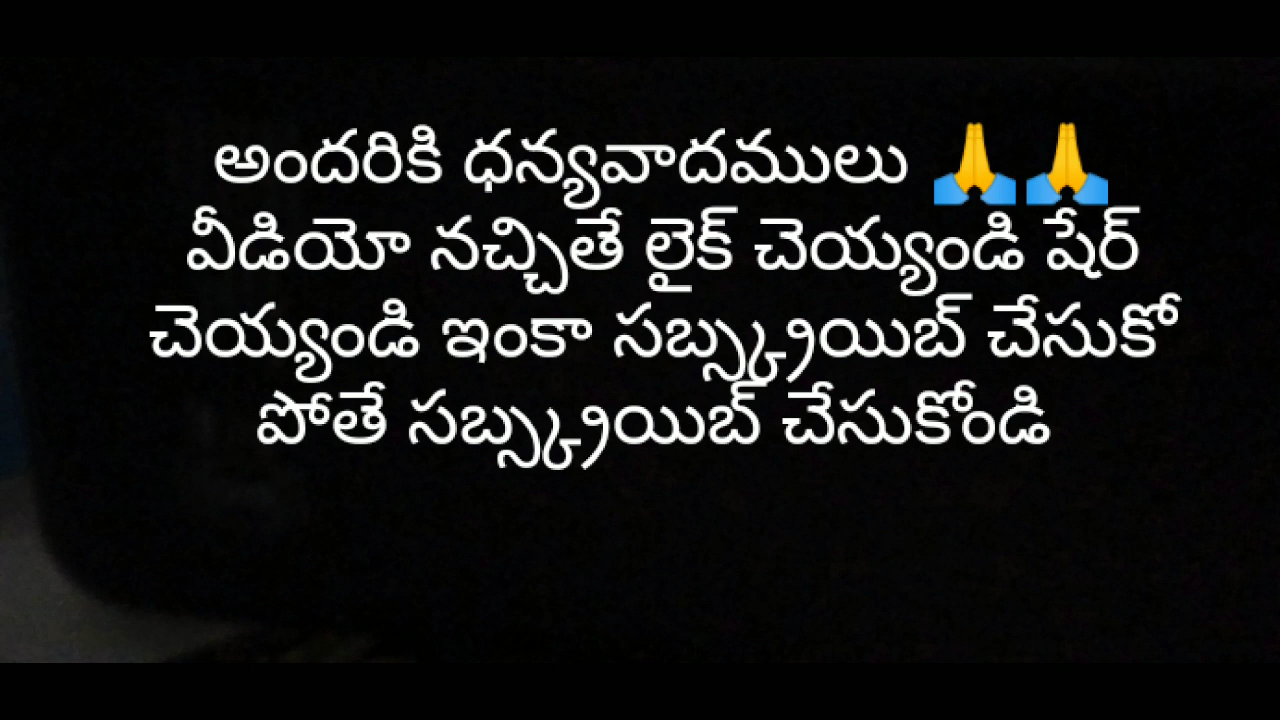 అందరికి ధన్యవాదములు 🙏🙏
వీడియో నచ్చితే లైక్ చెయ్యండి షేర్
చెయ్యండి ఇంకా సబ్స్క్రయిబ్ చేసుకో
పోతే సబ్స్క్రయిబ్ చేసుకోండి